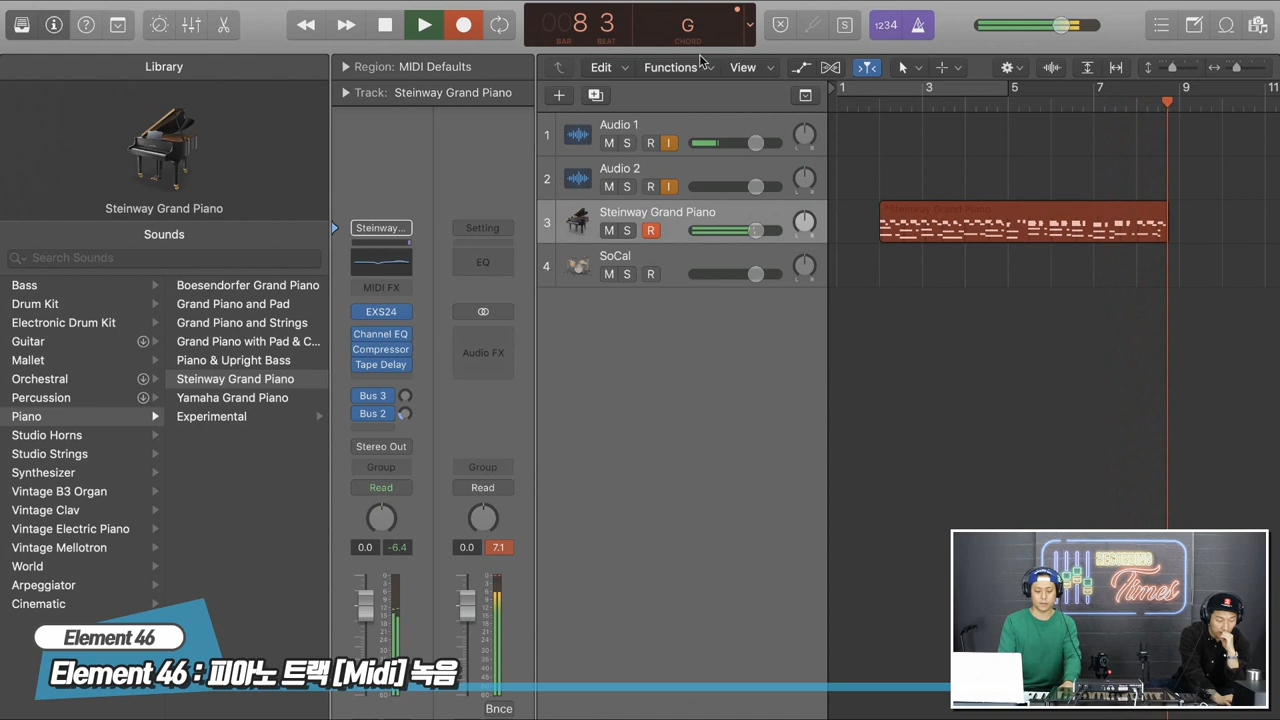 8 3
BAR BEAT
G
CHORD
1234
Library
Region: MIDI Defaults
Track: Steinway Grand Piano
Edit
Functions
View
1 3 5 7 9 11
Steinway Grand Piano
Sounds
Search Sounds
Bass
Drum Kit
Electronic Drum Kit
Guitar
Mallet
Orchestral
Percussion
Piano
Studio Horns
Studio Strings
Synthesizer
Vintage B3 Organ
Vintage Clav
Vintage Electric Piano
Vintage Mellotron
World
Arpeggiator
Cinematic
Boesendorfer Grand Piano
Grand Piano and Pad
Grand Piano and Strings
Grand Piano with Pad & C...
Piano & Upright Bass
Steinway Grand Piano
Yamaha Grand Piano
Experimental
Steinway...
MIDI FX
EXS24
Channel EQ
Compressor
Tape Delay
Bus 3
Bus 2
Stereo Out
Group
Read
0.0 -6.4
Setting
EQ
Audio FX
Group
Read
0.0 7.1
Bnce
1 Audio 1
M S R I
2 Audio 2
M S R I
3 Steinway Grand Piano
M S R
4 SoCal
M S R
Steinway Grand Piano
RECORDING
Times
Element 46
Element 46 : 피아노 트랙 [Midi] 녹음